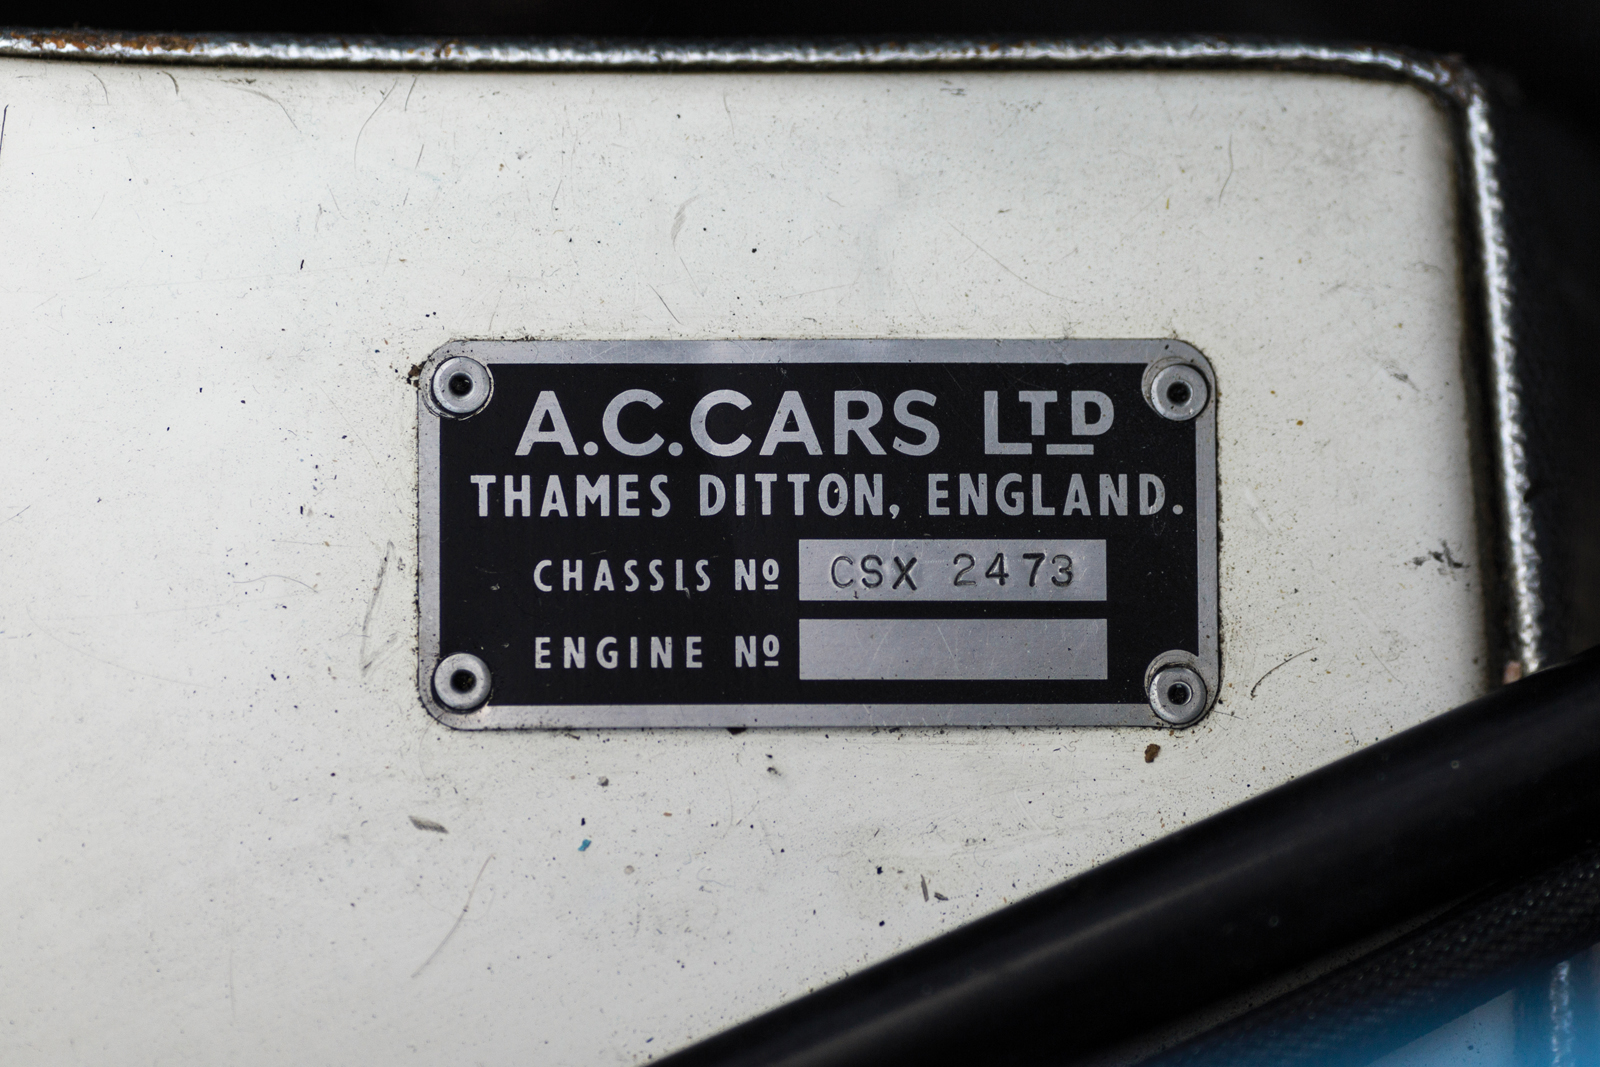 A.C.CARS LTD
THAMES DITTON, ENGLAND.
CHASSIS Nº CSX 2473
ENGINE Nº